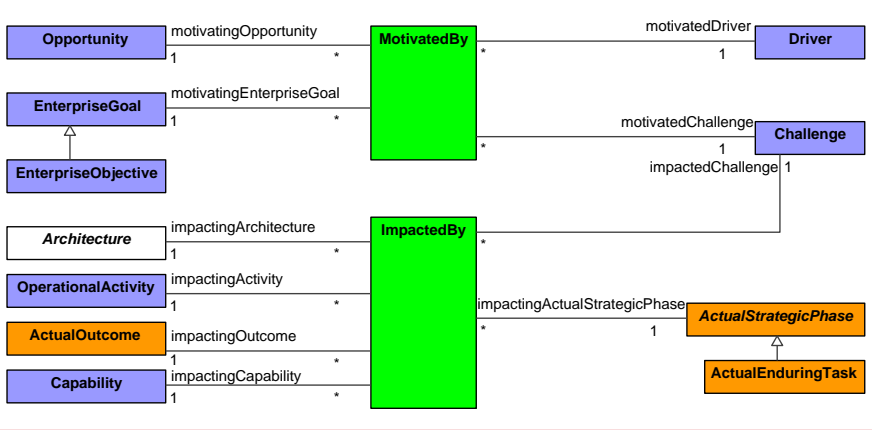 motivatingOpportunity
motivatedDriver
Opportunity
MotivatedBy
Driver
1
*
*
1
motivatingEnterpriseGoal
EnterpriseGoal
1
*
motivatedChallenge
Challenge
*
1
impactedChallenge
1
EnterpriseObjective
impactingArchitecture
ImpactedBy
Architecture
1
*
*
impactingActivity
OperationalActivity
1
*
impactingActualStrategicPhase
ActualStrategicPhase
*
1
ActualOutcome
impactingOutcome
1
*
impactingCapability
Capability
1
*
ActualEnduringTask